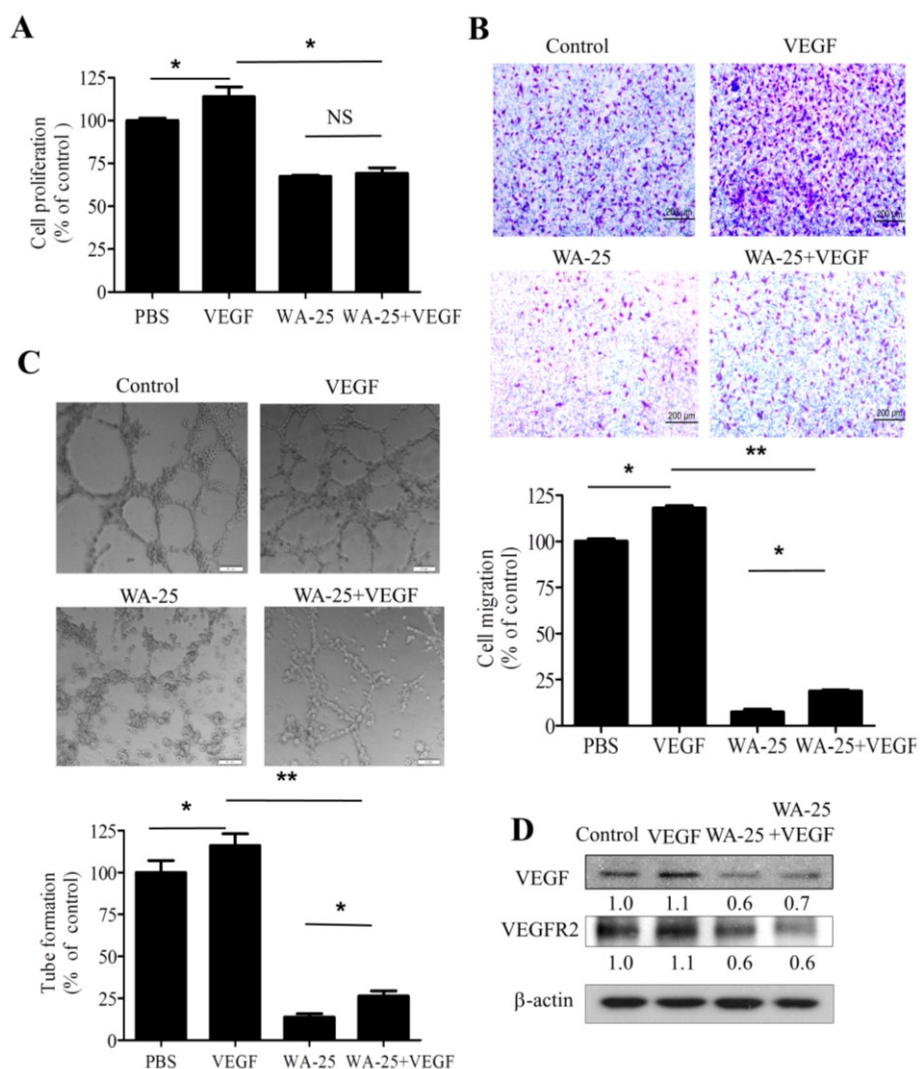 A
*
*
NS
125
100
75
50
25
0
Cell proliferation
(% of control)
PBS VEGF WA-25 WA-25+VEGF
B
Control VEGF
200 μm
200 μm
WA-25 WA-25+VEGF
200 μm
200 μm
*
**
*
125
100
75
50
25
0
Cell migration
(% of control)
PBS VEGF WA-25 WA-25+VEGF
C
Control VEGF
WA-25 WA-25+VEGF
*
**
*
125
100
75
50
25
0
Tube formation
(% of control)
PBS VEGF WA-25 WA-25+VEGF
D
Control VEGF WA-25 WA-25
+VEGF
VEGF
1.0 1.1 0.6 0.7
VEGFR2
1.0 1.1 0.6 0.6
β-actin